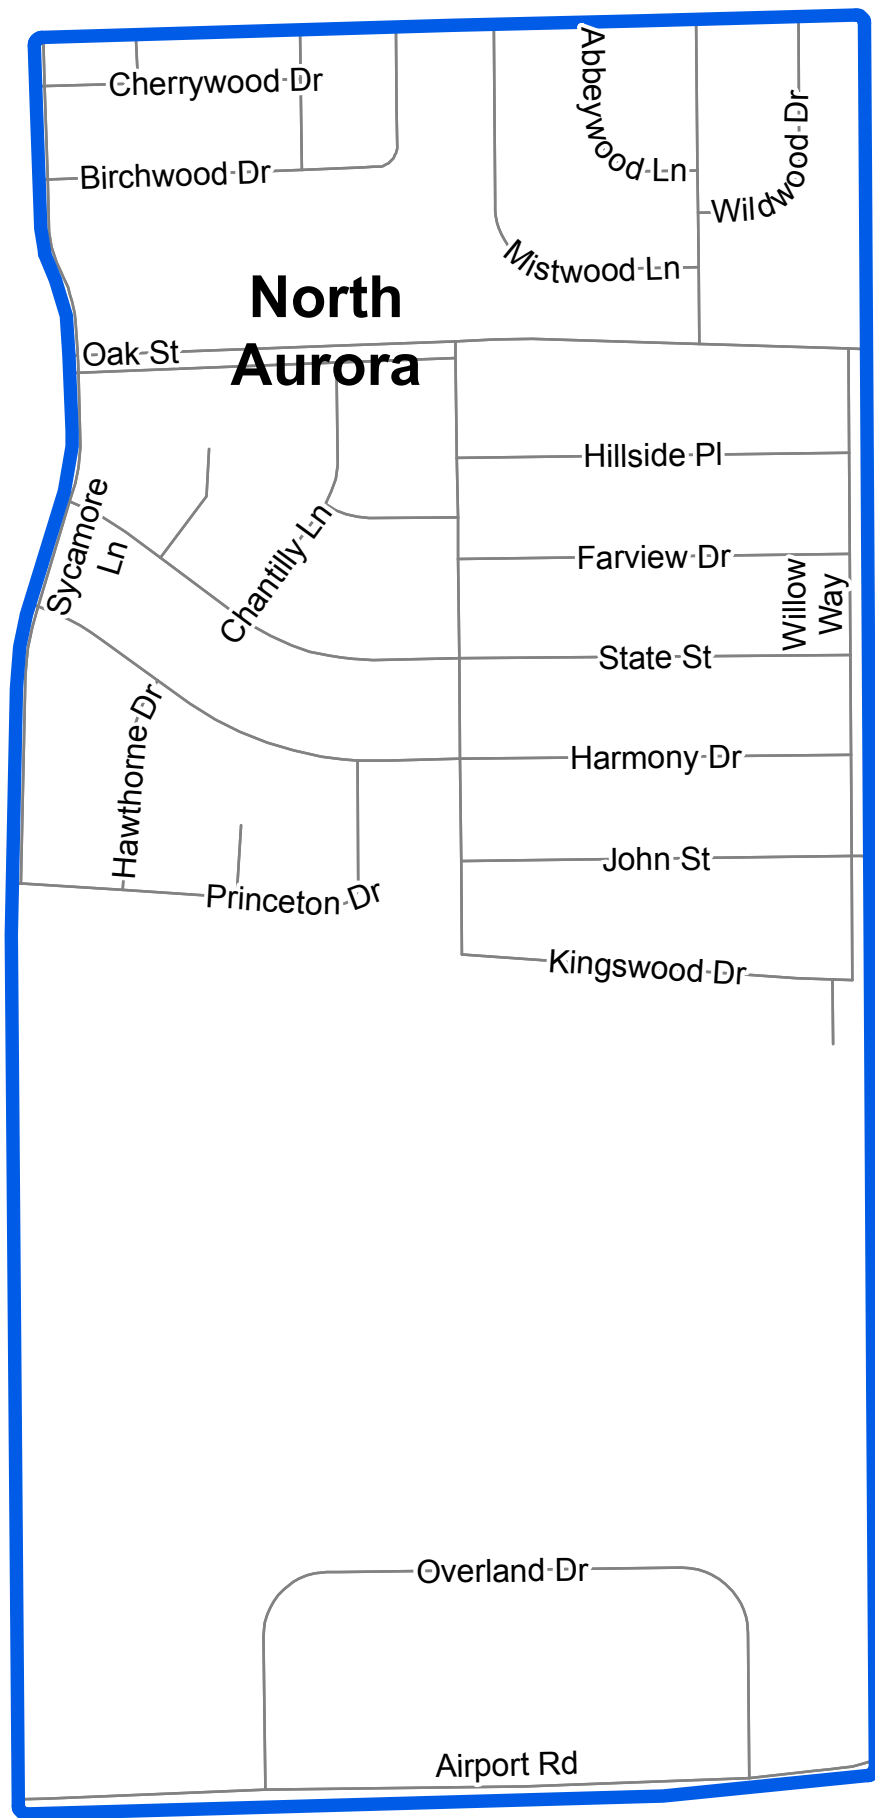 Cherrywood Dr
Birchwood Dr
Abbeywood Ln
Wildwood Dr
Mistwood Ln
North
Aurora
Oak St
Hillside Pl
Sycamore
Ln
Chantilly Ln
Farview Dr
Willow
Way
State St
Hawthorne Dr
Harmony Dr
John St
Princeton Dr
Kingswood Dr
Overland Dr
Airport Rd